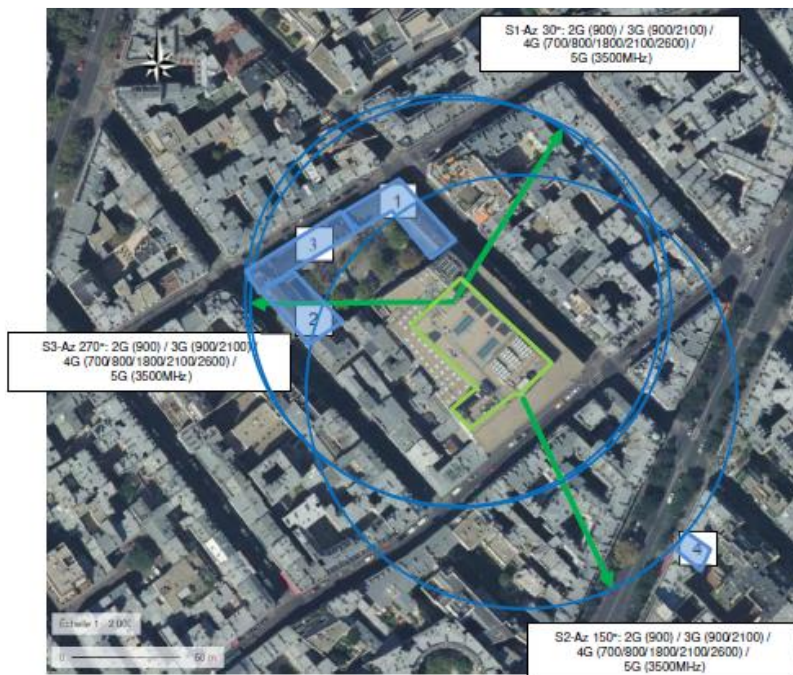 S1-Az 30°: 2G (900) / 3G (900/2100) /
4G (700/800/1800/2100/2600) /
5G (3500MHz)
1
3
2
S3-Az 270°: 2G (900) / 3G (900/2100) /
4G (700/800/1800/2100/2600) /
5G (3500MHz)
4
Echelle 1 : 2 000
0 50 m
S2-Az 150°: 2G (900) / 3G (900/2100) /
4G (700/800/1800/2100/2600) /
5G (3500MHz)